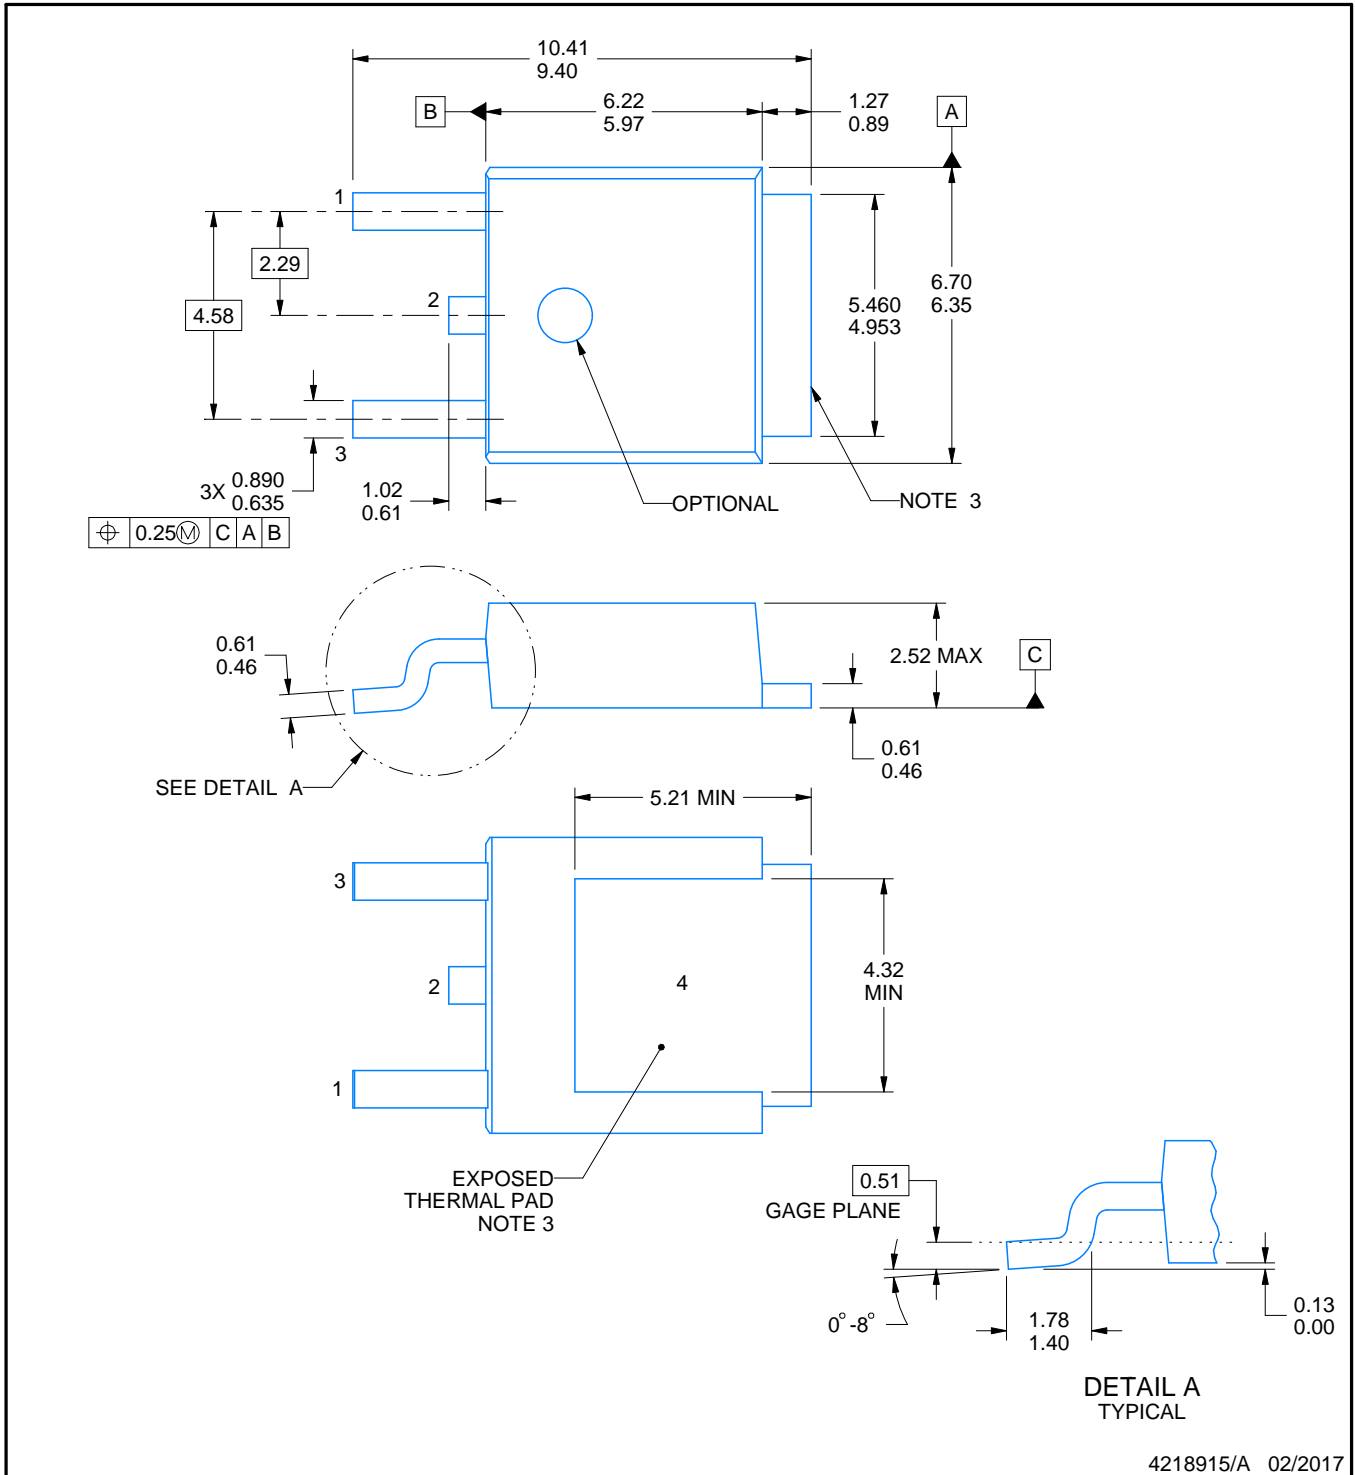 10.41
9.40
B
6.22
5.97
1.27
0.89
A
1
2.29
2
4.58
5.460
4.953
6.70
6.35
3
3X 0.890
0.635
1.02
0.61
OPTIONAL
NOTE 3
⌖ 0.25Ⓜ C A B
0.61
0.46
2.52 MAX
C
0.61
0.46
SEE DETAIL A
5.21 MIN
3
2
4
4.32
MIN
1
EXPOSED
THERMAL PAD
NOTE 3
0.51
GAGE PLANE
0°-8°
1.78
1.40
0.13
0.00
DETAIL A
TYPICAL
4218915/A 02/2017